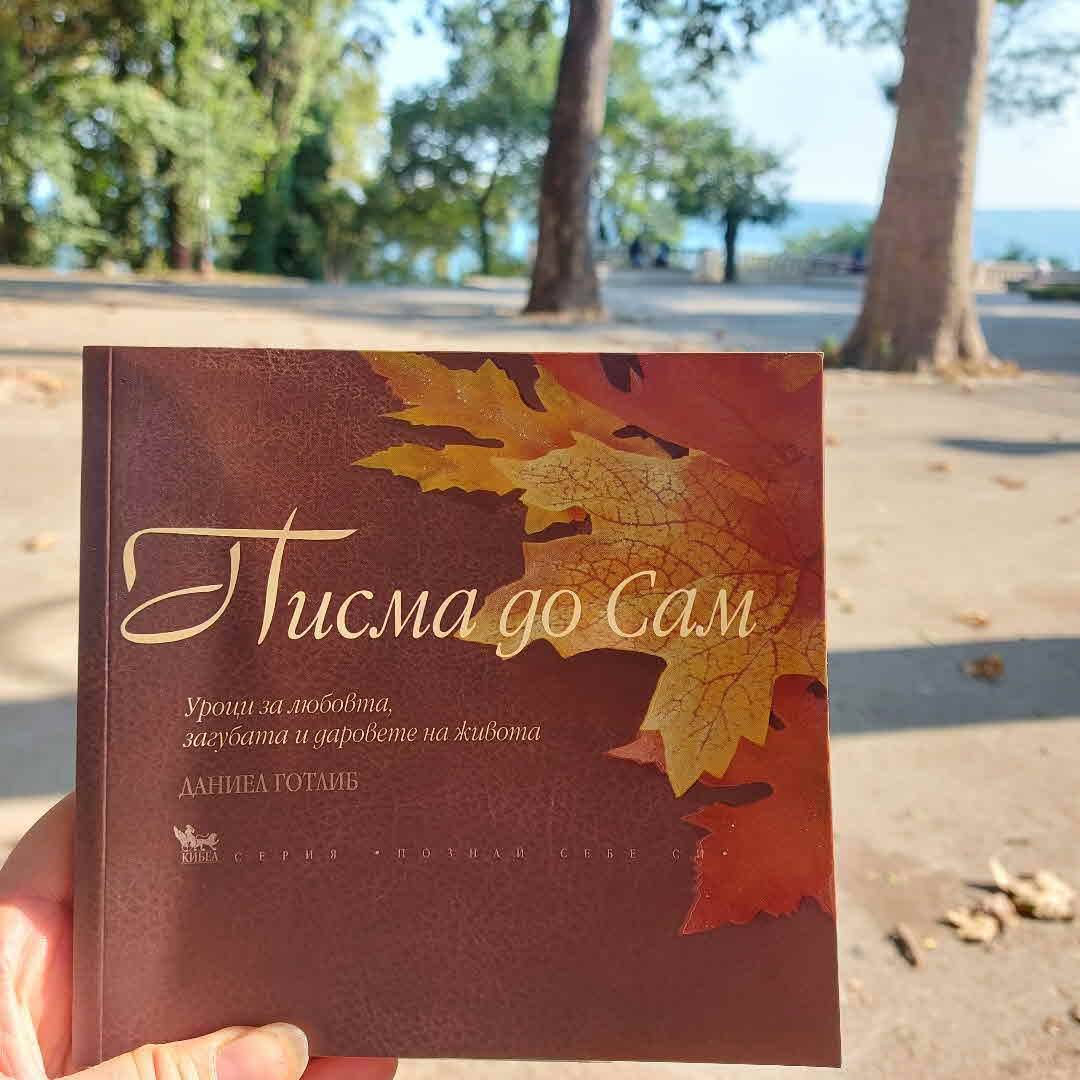 Писма до Сам
Уроци за любовта,
загубата и даровете на живота
ДАНИЕЛ ГОТЛИБ
КИБЕА СЕРИЯ •ПОЗНАЙ СЕБЕ СИ•